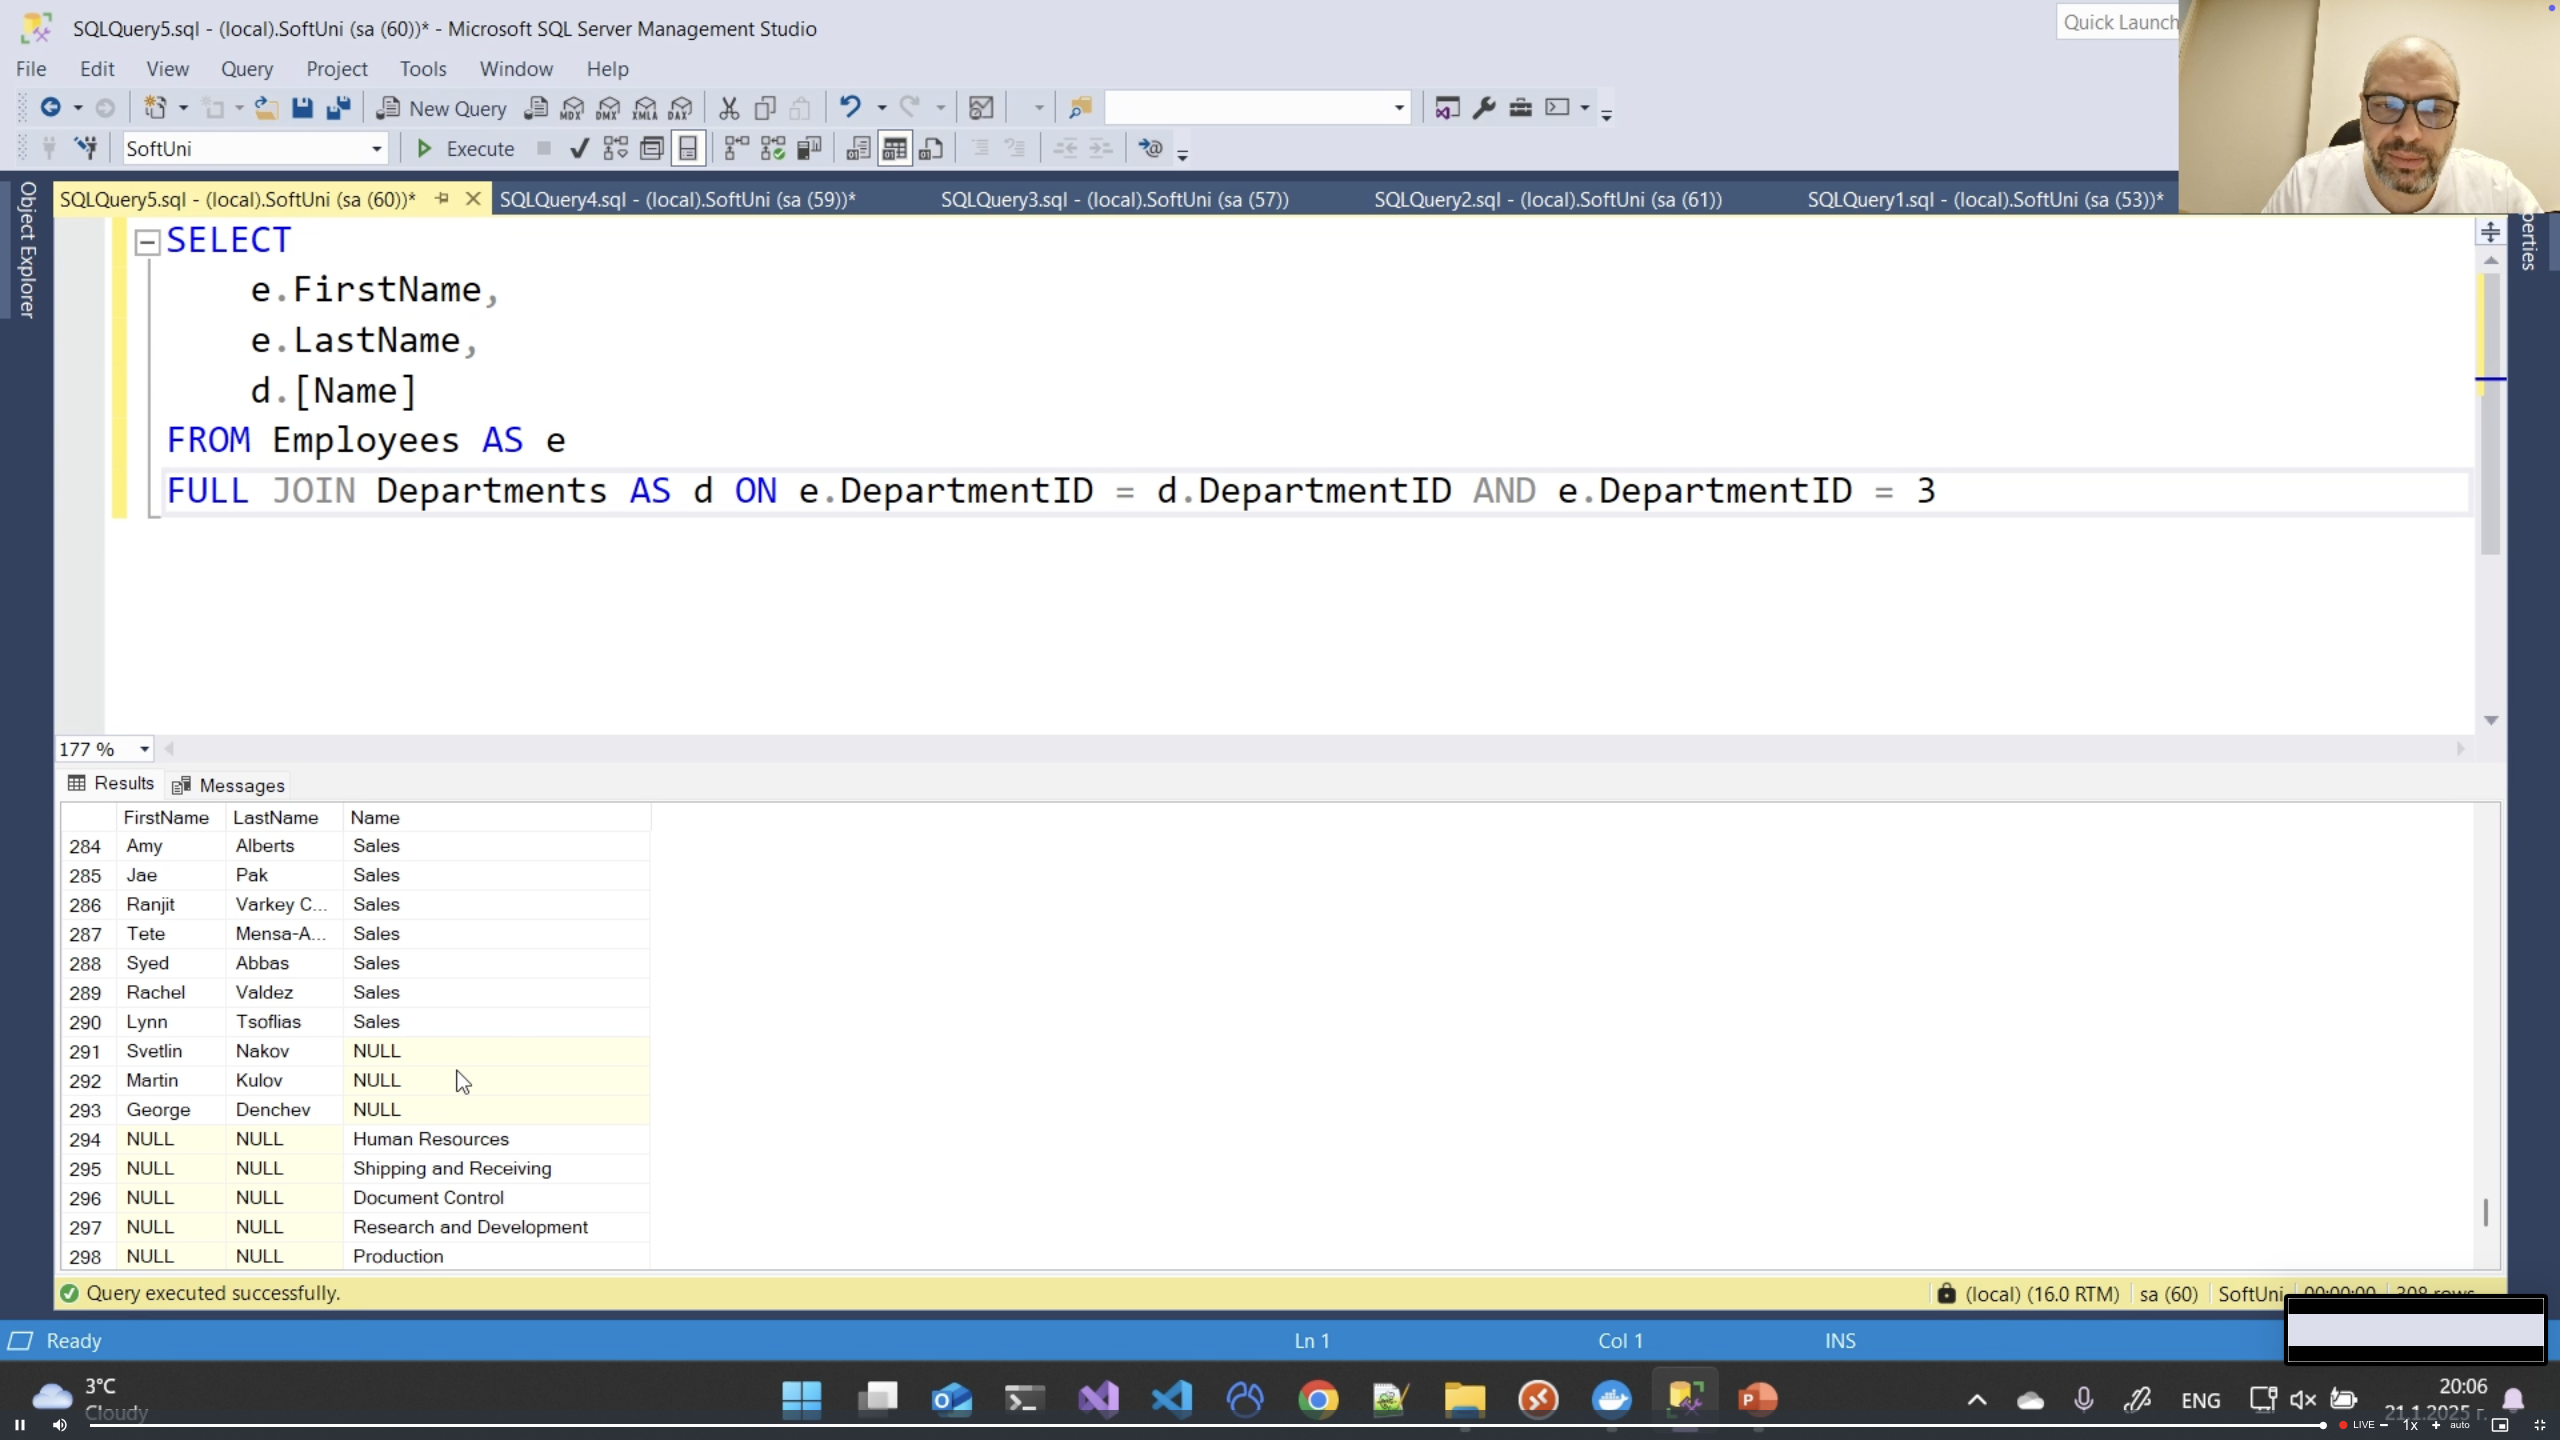 SQLQuery5.sql - (local).SoftUni (sa (60))* - Microsoft SQL Server Management Studio
Quick Launch
File Edit View Query Project Tools Window Help
New Query MDX DMX XMLA DAX
SoftUni Execute
SQLQuery5.sql - (local).SoftUni (sa (60))* SQLQuery4.sql - (local).SoftUni (sa (59))* SQLQuery3.sql - (local).SoftUni (sa (57)) SQLQuery2.sql - (local).SoftUni (sa (61)) SQLQuery1.sql - (local).SoftUni (sa (53))*
Object Explorer
perties
SELECT
e.FirstName,
e.LastName,
d.[Name]
FROM Employees AS e
FULL JOIN Departments AS d ON e.DepartmentID = d.DepartmentID AND e.DepartmentID = 3
177 %
Results Messages
FirstName LastName Name
284 Amy Alberts Sales
285 Jae Pak Sales
286 Ranjit Varkey C... Sales
287 Tete Mensa-A... Sales
288 Syed Abbas Sales
289 Rachel Valdez Sales
290 Lynn Tsoflias Sales
291 Svetlin Nakov NULL
292 Martin Kulov NULL
293 George Denchev NULL
294 NULL NULL Human Resources
295 NULL NULL Shipping and Receiving
296 NULL NULL Document Control
297 NULL NULL Research and Development
298 NULL NULL Production
Query executed successfully. (local) (16.0 RTM) sa (60) SoftUni
Ready Ln 1 Col 1 INS
3°C
Cloudy
ENG
20:06
21.1.2025 г.
LIVE 1x auto